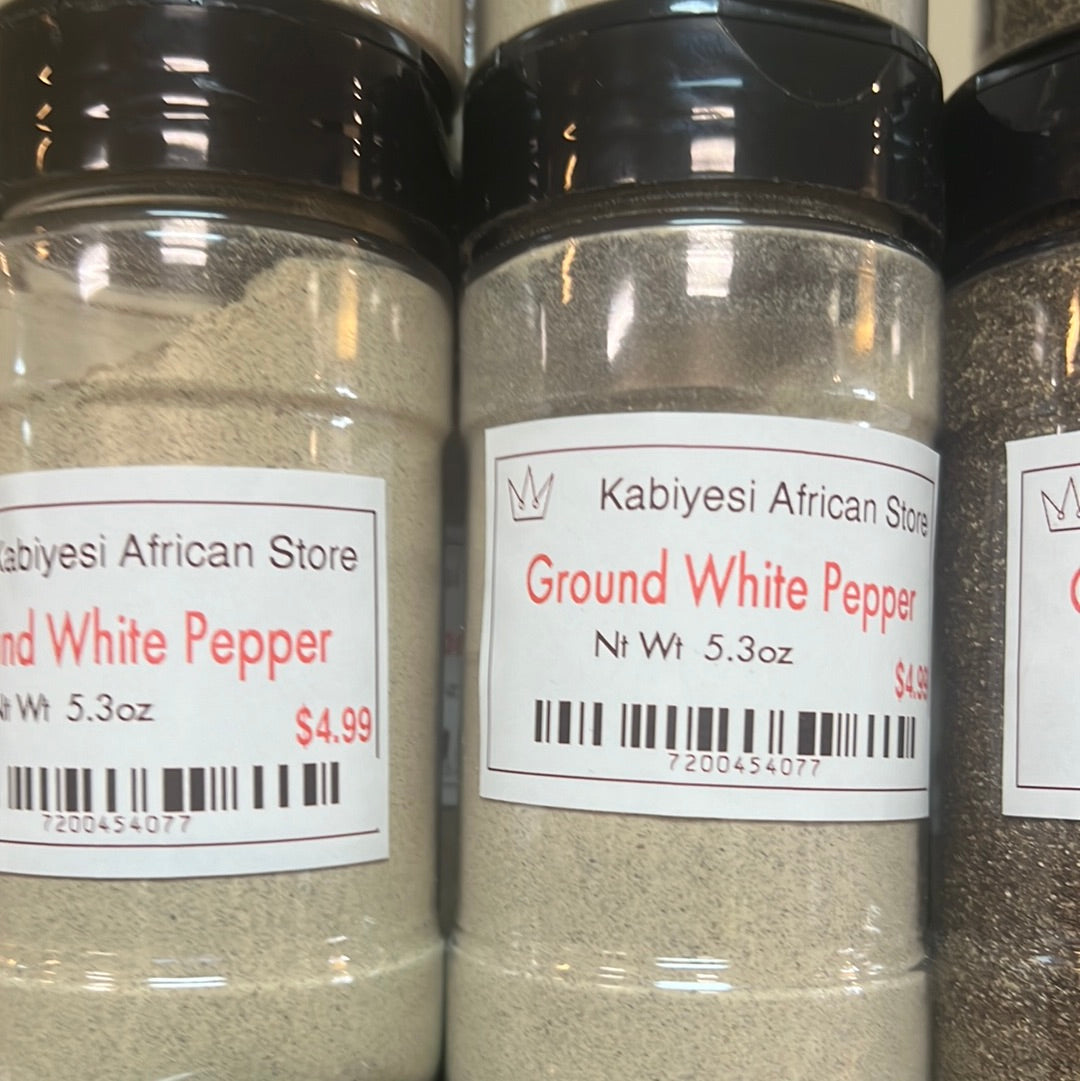 Kabiyesi African Store
nd White Pepper
Nt Wt 5.3oz
$4.99
7200454077
Kabiyesi African Store
Ground White Pepper
Nt Wt 5.3oz
$4.99
7200454077